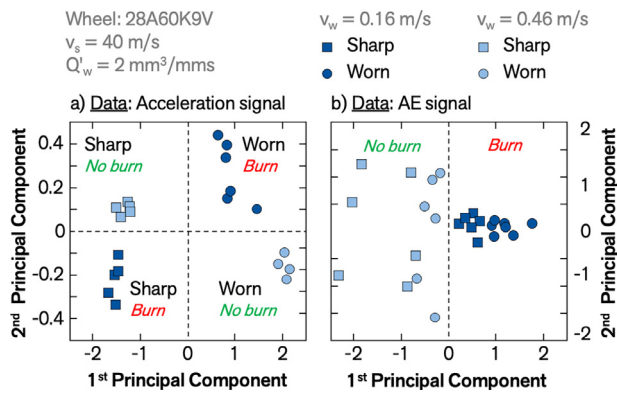 Wheel: 28A60K9V
v_s = 40 m/s
Q'_w = 2 mm³/mms
v_w = 0.16 m/s
v_w = 0.46 m/s
Sharp
Sharp
Worn
Worn
a) Data: Acceleration signal
b) Data: AE signal
2nd Principal Component
0.4
0.2
0
-0.2
-0.4
Sharp
No burn
Worn
Burn
Sharp
Burn
Worn
No burn
-2
-1
0
1
2
1st Principal Component
No burn
Burn
2
1
0
-1
-2
2nd Principal Component
-2
-1
0
1
2
1st Principal Component